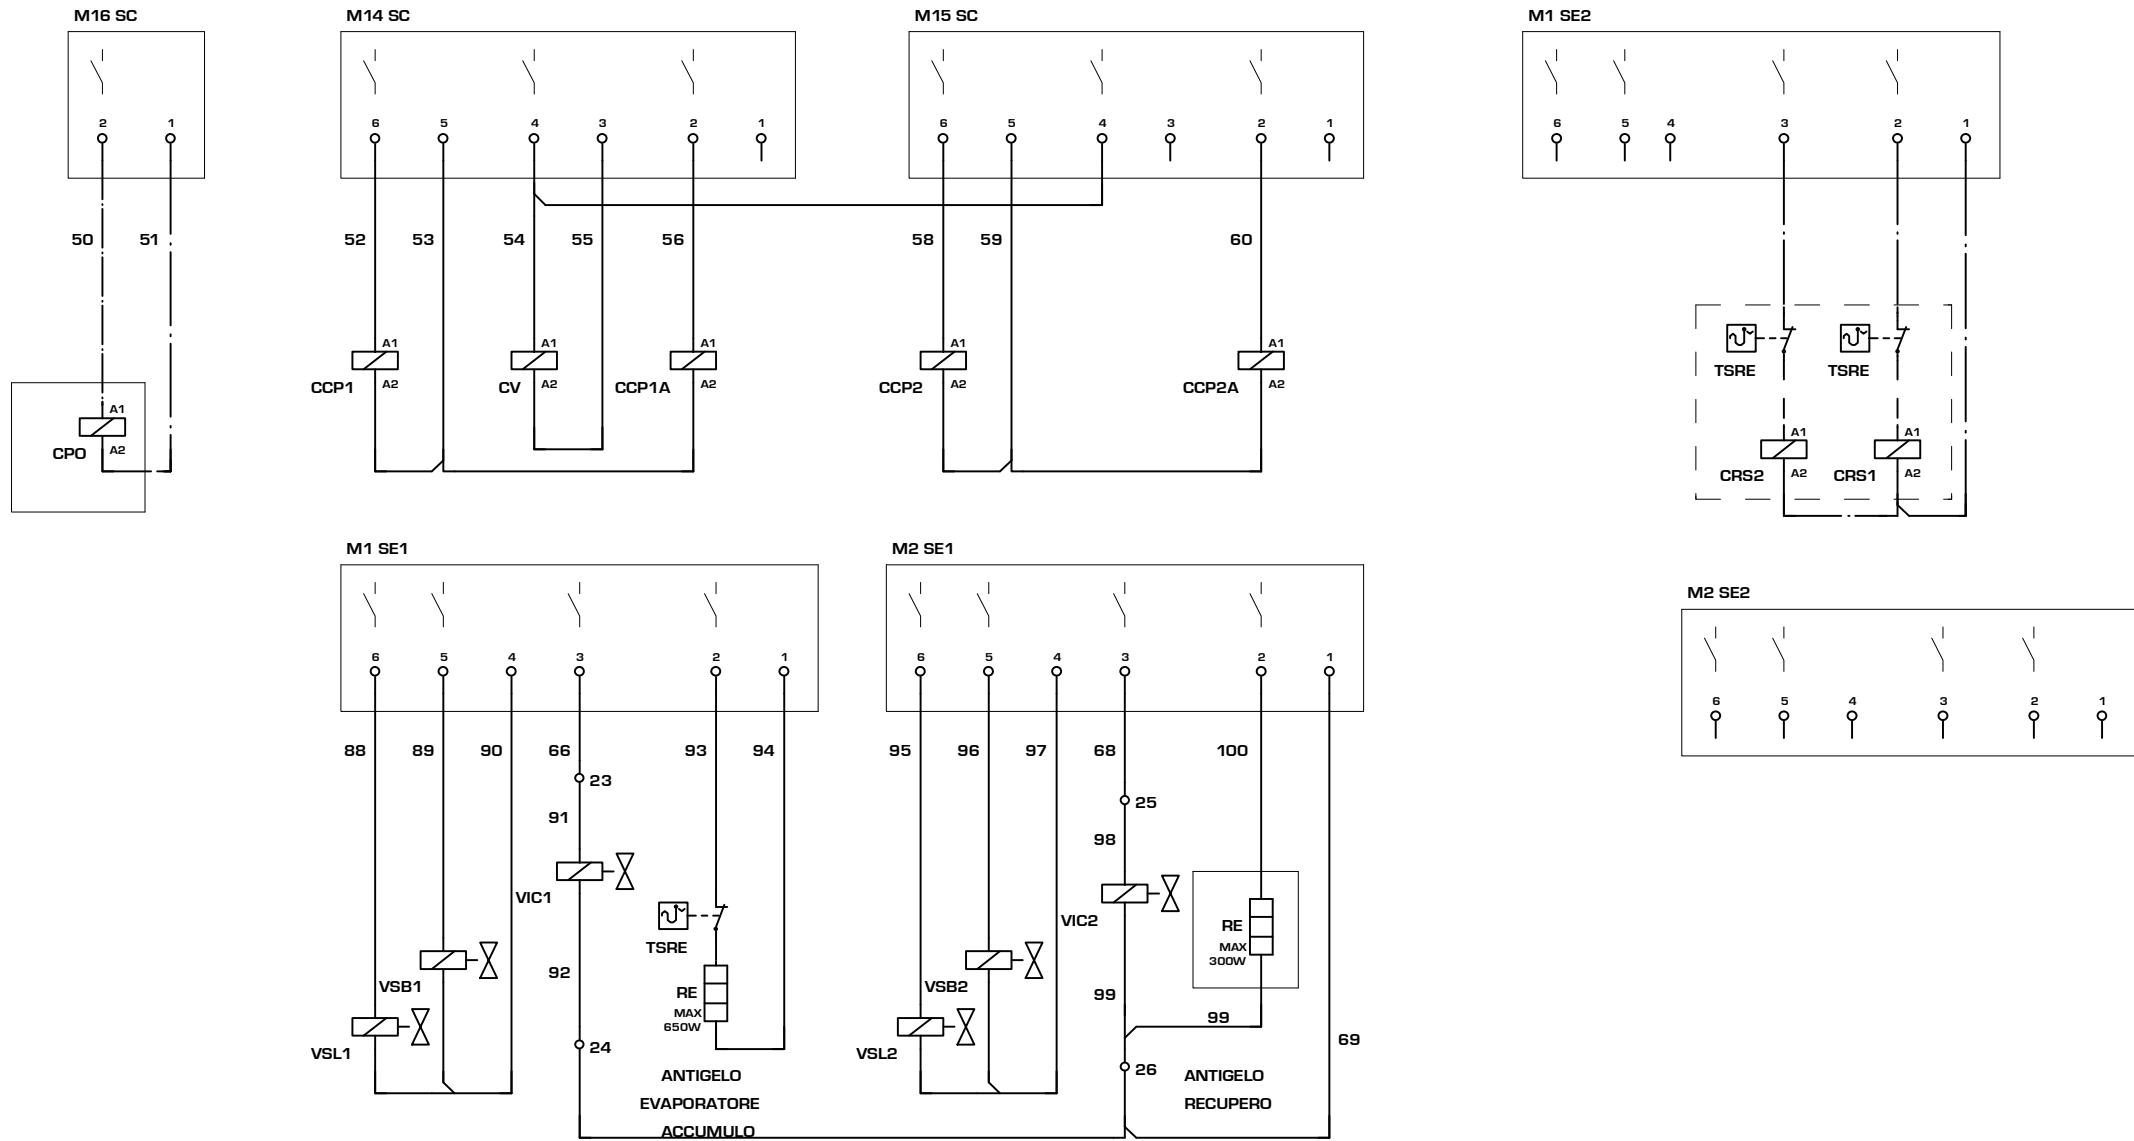 M16 SC
M14 SC
M15 SC
M1 SE2
2 1
6 5 4 3 2 1
6 5 4 3 2 1
6 5 4 3 2 1
50 51
52 53 54 55 56
58 59 60
A1
A2
CCP1
A1
A2
CV
A1
A2
CCP1A
A1
A2
CCP2
A1
A2
CCP2A
TSRE
TSRE
A1
A2
CPO
A1
A2
CRS2
A1
A2
CRS1
M1 SE1
M2 SE1
M2 SE2
6 5 4 3 2 1
6 5 4 3 2 1
6 5 4 3 2 1
88 89 90 66 93 94
95 96 97 68 100
23
25
91
98
VIC1
VIC2
TSRE
RE
MAX
300W
VSB1
92
RE
MAX
650W
VSB2
99
99
VSL1
24
VSL2
26
69
ANTIGELO
EVAPORATORE
ACCUMULO
ANTIGELO
RECUPERO